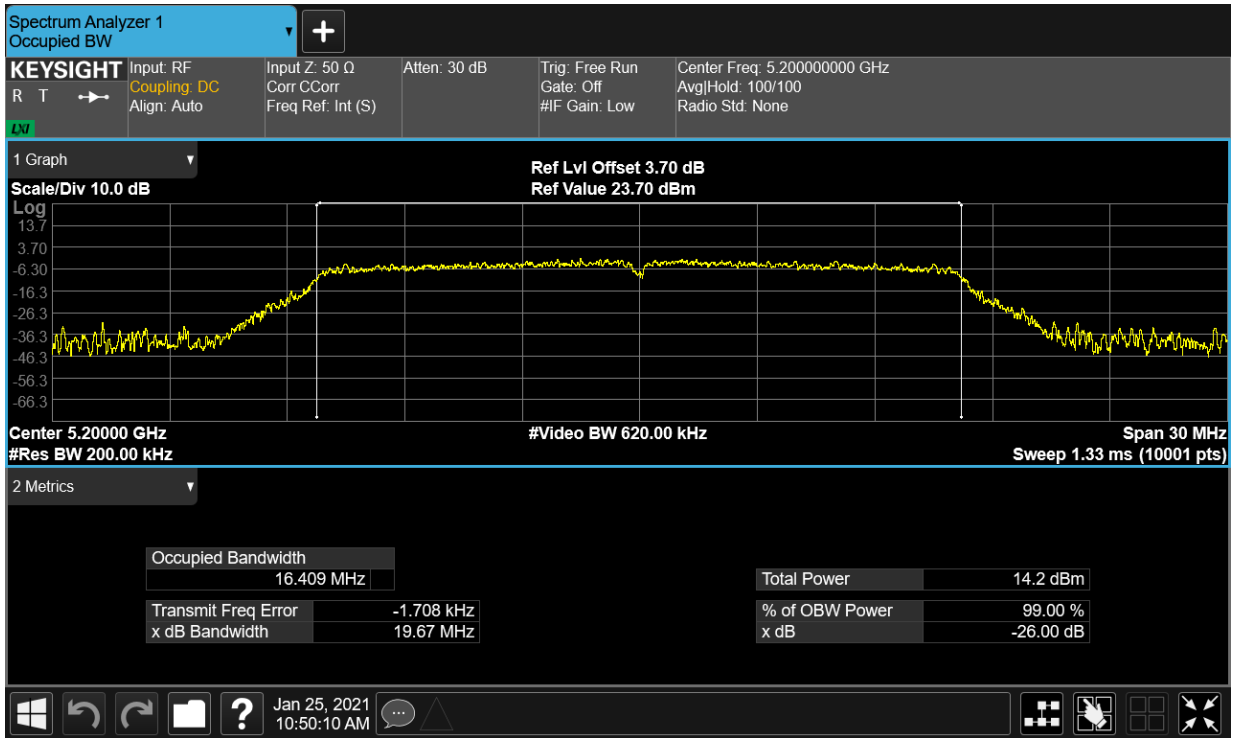 Spectrum Analyzer 1
Occupied BW
KEYSIGHT Input: RF Input Z: 50 Ω Atten: 30 dB Trig: Free Run Center Freq: 5.200000000 GHz
R T Coupling: DC Corr CCorr Gate: Off Avg|Hold: 100/100
Align: Auto Freq Ref: Int (S) #IF Gain: Low Radio Std: None
LXI
1 Graph
Ref Lvl Offset 3.70 dB
Scale/Div 10.0 dB Ref Value 23.70 dBm
Log
13.7
3.70
-6.30
-16.3
-26.3
-36.3
-46.3
-56.3
-66.3
Center 5.20000 GHz #Video BW 620.00 kHz Span 30 MHz
#Res BW 200.00 kHz Sweep 1.33 ms (10001 pts)
2 Metrics
Occupied Bandwidth
16.409 MHz Total Power 14.2 dBm
Transmit Freq Error -1.708 kHz % of OBW Power 99.00 %
x dB Bandwidth 19.67 MHz x dB -26.00 dB
? Jan 25, 2021
10:50:10 AM